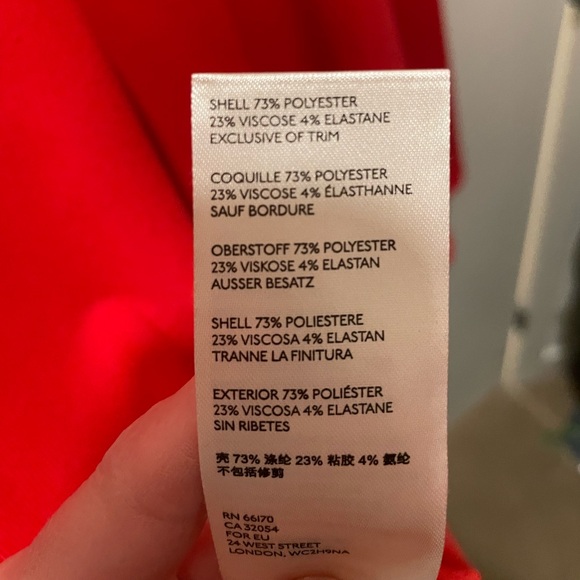 SHELL 73% POLYESTER
23% VISCOSE 4% ELASTANE
EXCLUSIVE OF TRIM
COQUILLE 73% POLYESTER
23% VISCOSE 4% ÉLASTHANNE
SAUF BORDURE
OBERSTOFF 73% POLYESTER
23% VISKOSE 4% ELASTAN
AUSSER BESATZ
SHELL 73% POLIESTERE
23% VISCOSA 4% ELASTAN
TRANNE LA FINITURA
EXTERIOR 73% POLIÉSTER
23% VISCOSA 4% ELASTANE
SIN RIBETES
壳 73% 涤纶 23% 粘胶 4% 氨纶
不包括修剪
RN 66170
CA 32054
FOR EU
24 WEST STREET
LONDON, WC2H9NA